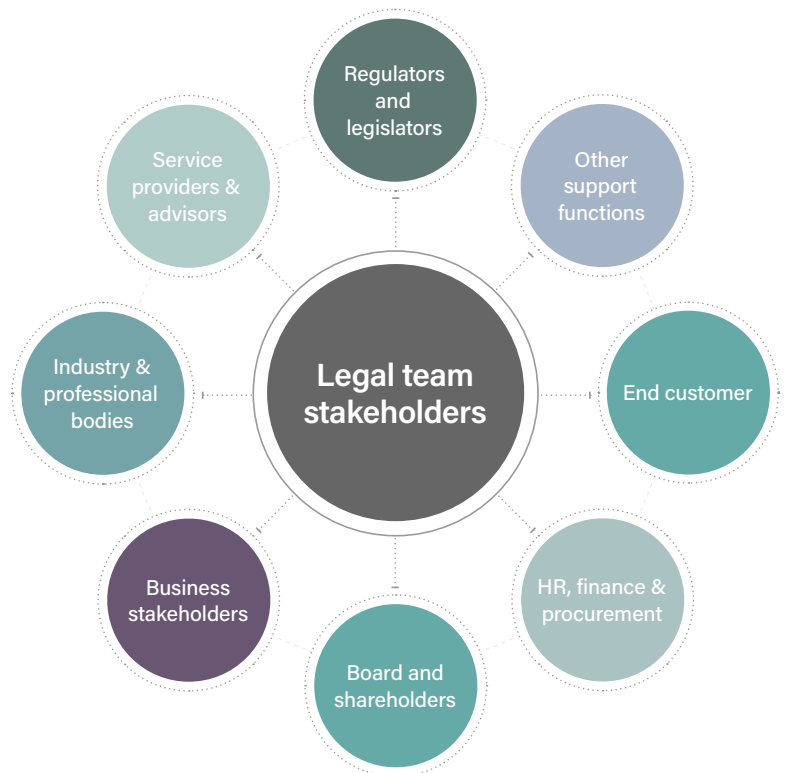 Regulators
and
legislators
Other
support
functions
End customer
HR, finance &
procurement
Board and
shareholders
Business
stakeholders
Industry &
professional
bodies
Service
providers &
advisors
Legal team
stakeholders